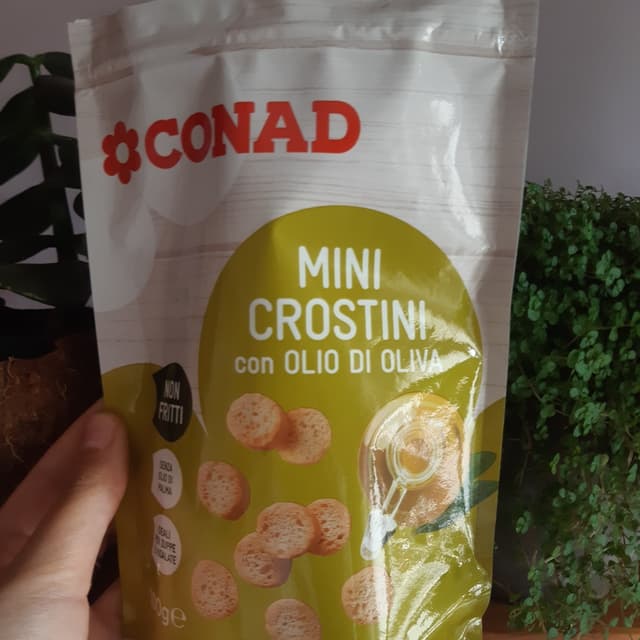 CONAD
MINI
CROSTINI
con OLIO DI OLIVA
NON
FRITTI
SENZA
OLIO DI
PALMA